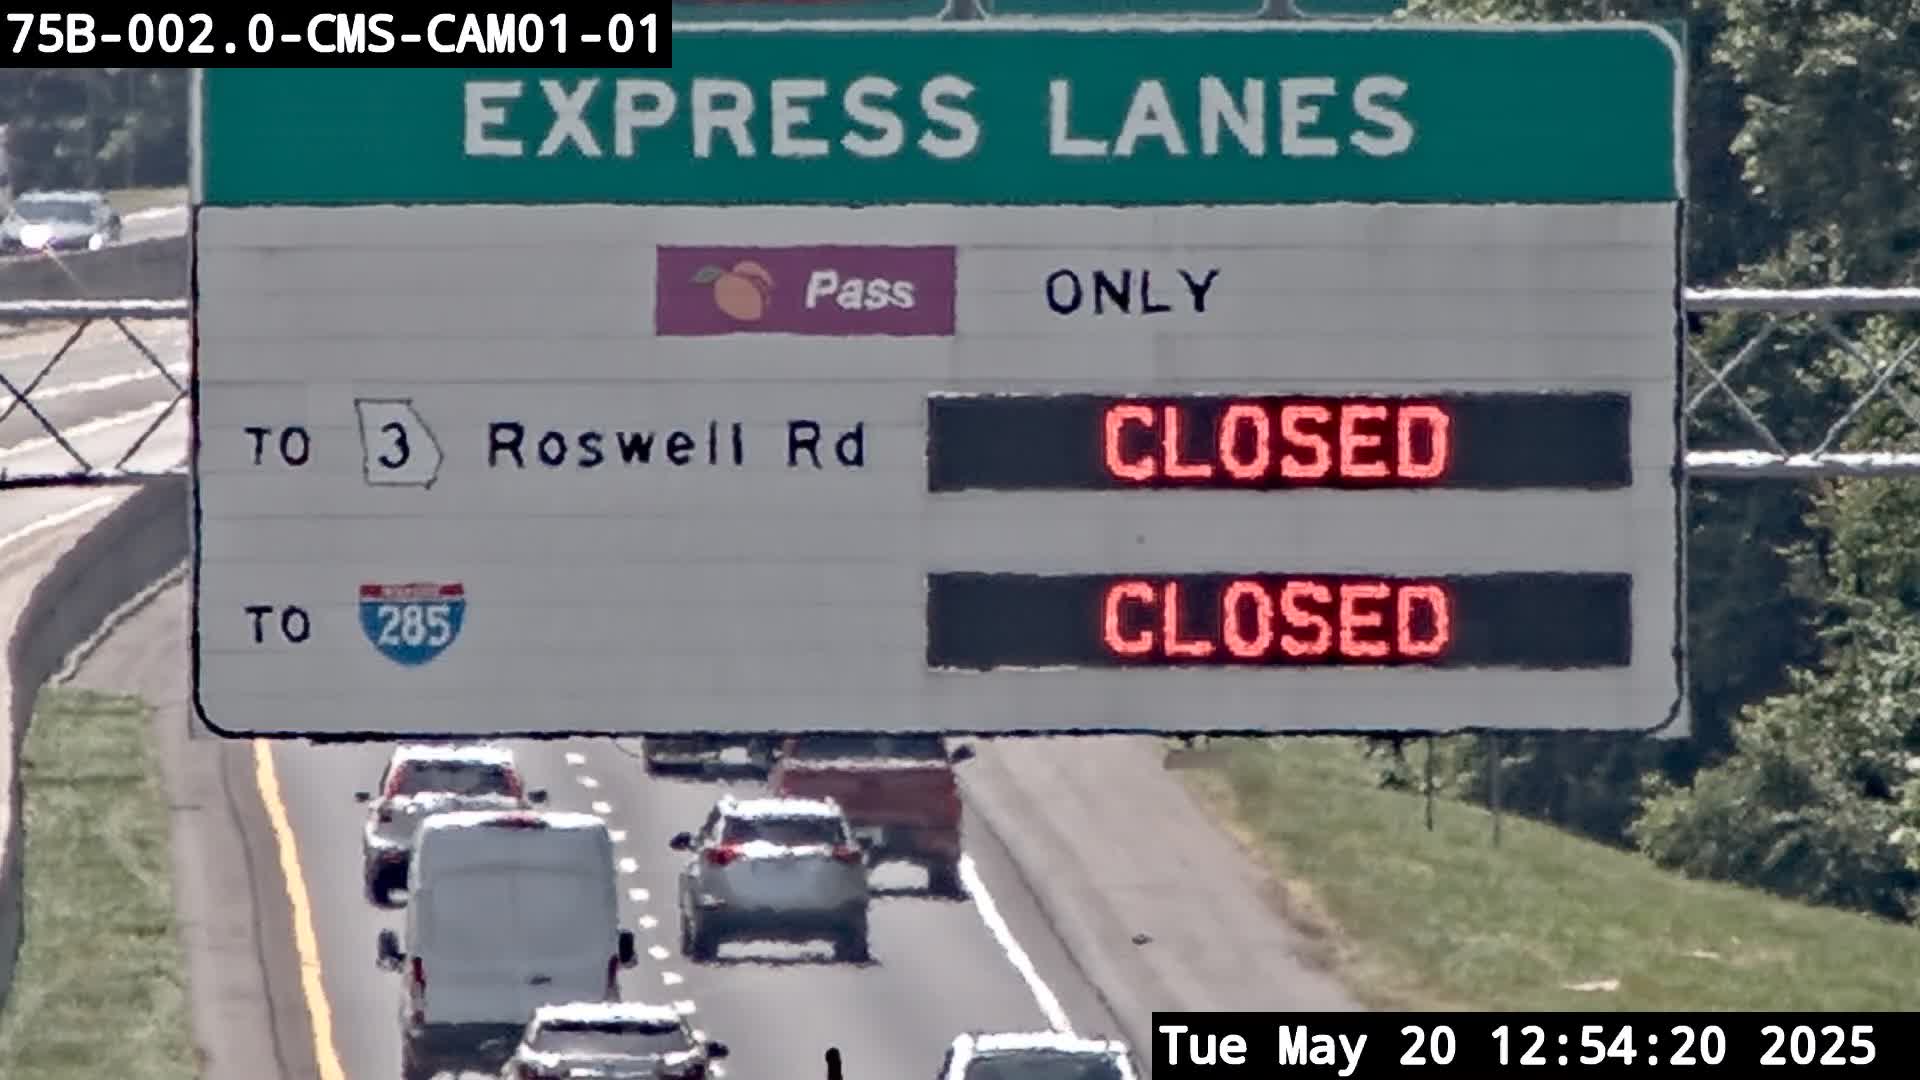 75B-002.0-CMS-CAM01-01
EXPRESS LANES
Pass ONLY
TO 3 Roswell Rd CLOSED
TO 285 CLOSED
Tue May 20 12:54:20 2025